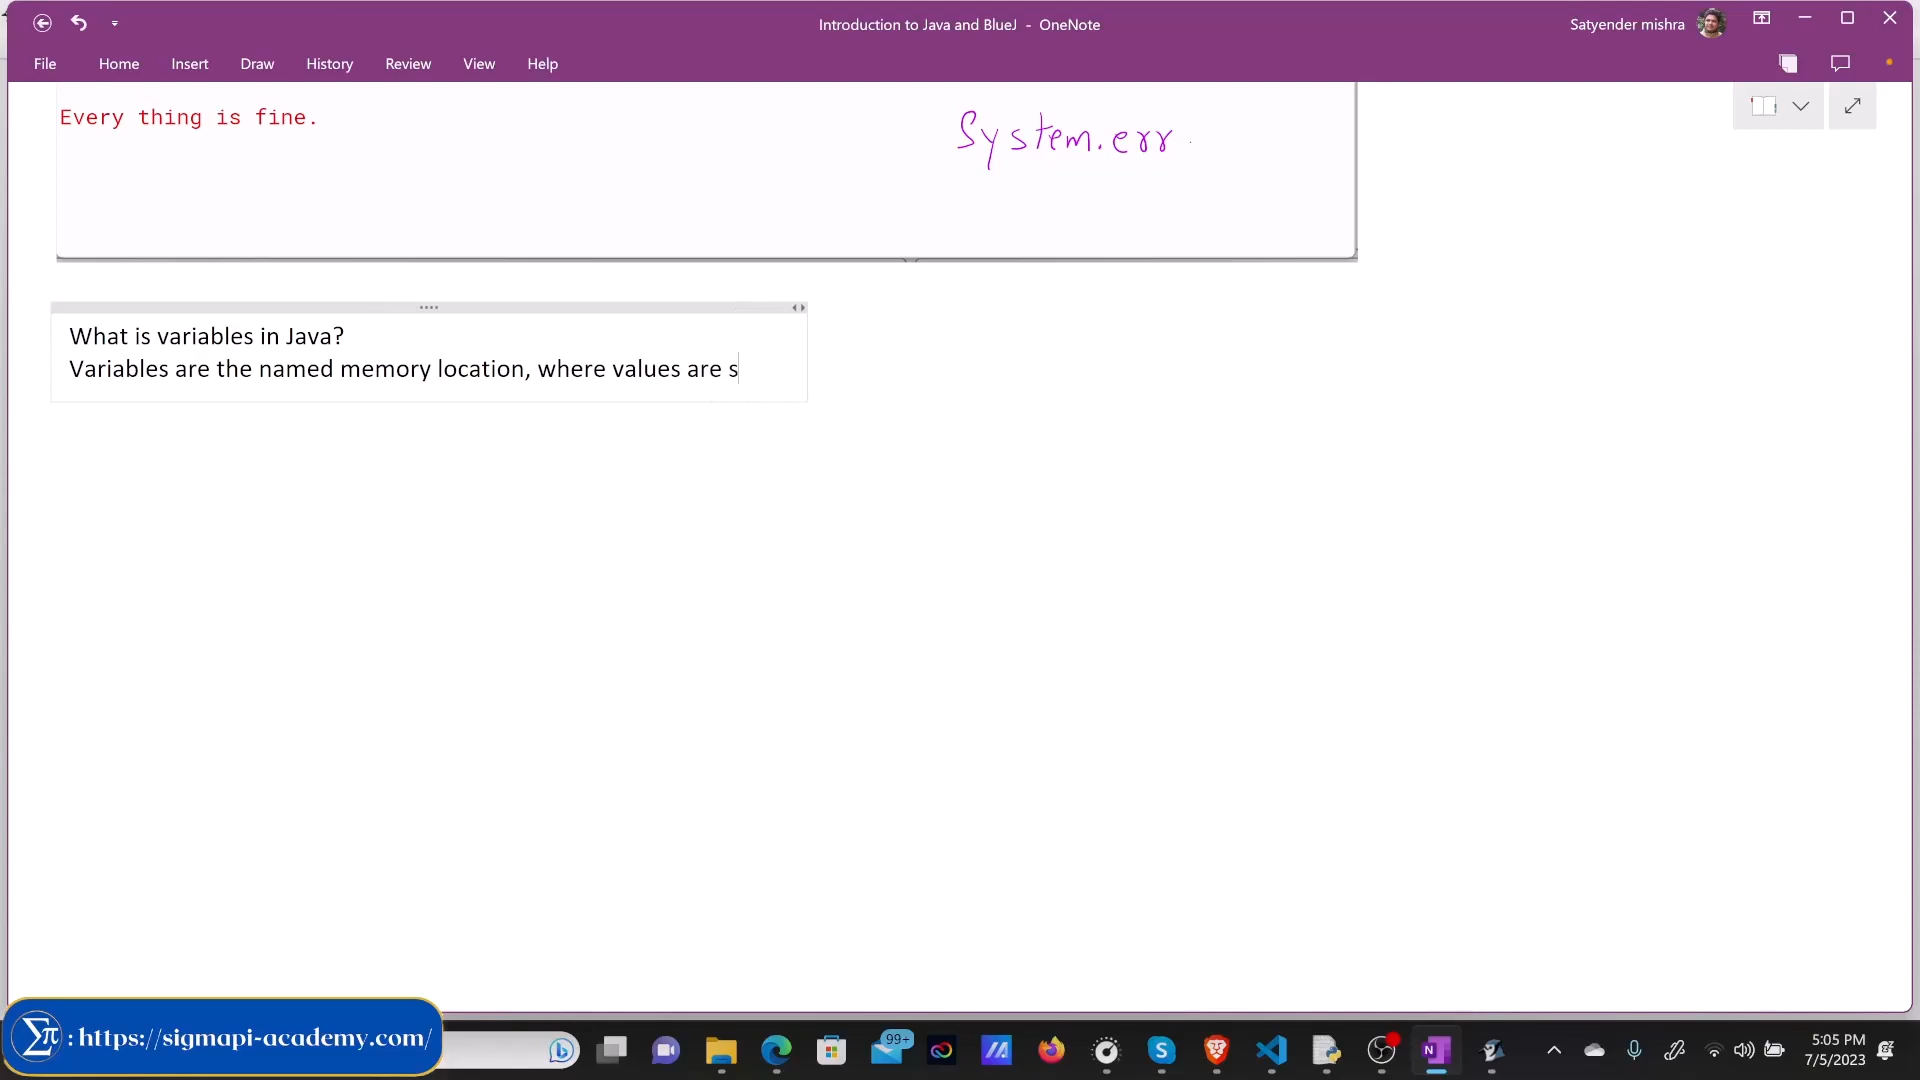 Introduction to Java and BlueJ - OneNote
Satyender mishra
File Home Insert Draw History Review View Help
Every thing is fine.
System.err
What is variables in Java?
Variables are the named memory location, where values are s
Σπ : https://sigmapi-academy.com/
99+
5:05 PM
7/5/2023